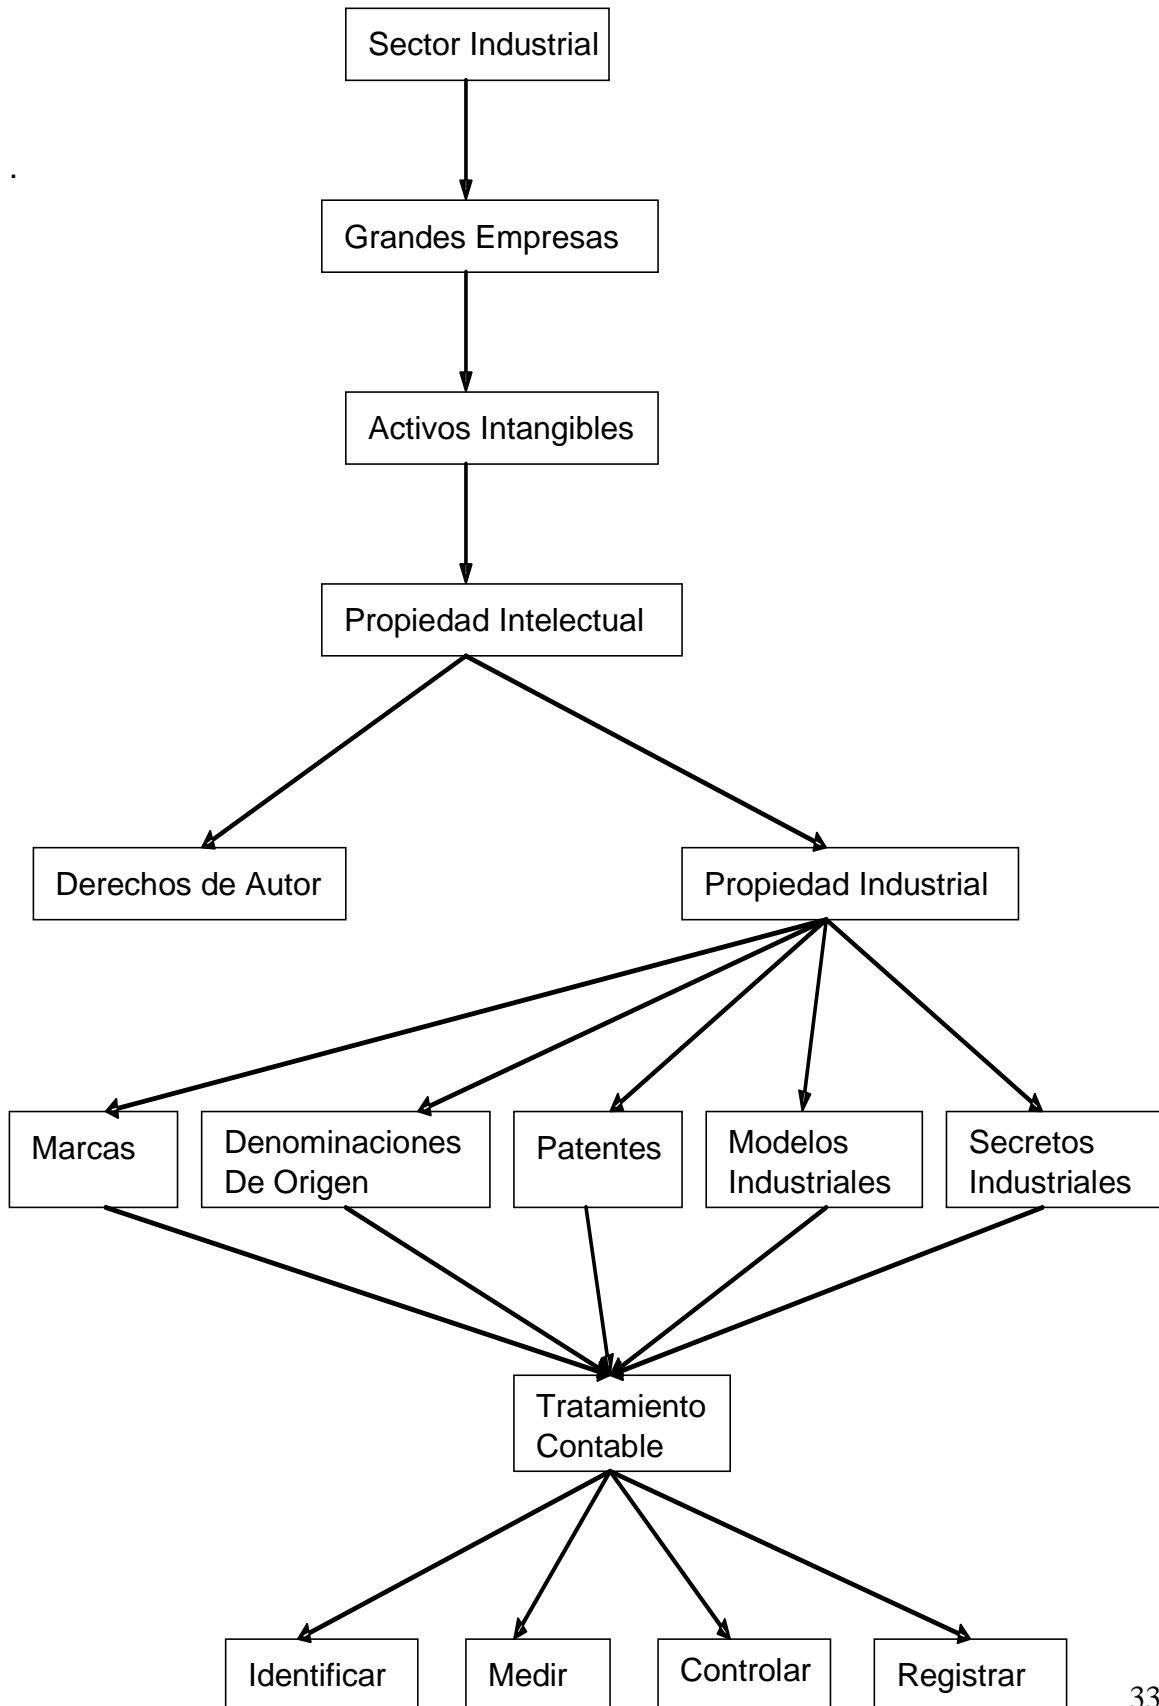 Sector Industrial
.
Grandes Empresas
Activos Intangibles
Propiedad Intelectual
Derechos de Autor
Propiedad Industrial
Marcas
Denominaciones
De Origen
Patentes
Modelos
Industriales
Secretos
Industriales
Tratamiento
Contable
Identificar
Medir
Controlar
Registrar
33